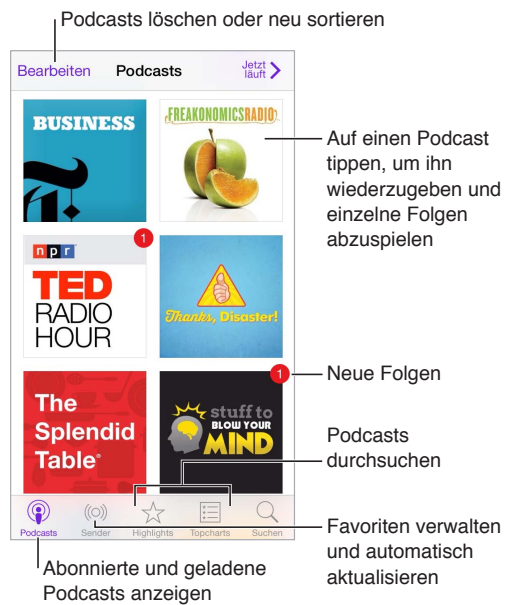 Podcasts löschen oder neu sortieren
Bearbeiten Podcasts Jetzt läuft
BUSINESS
FREAKONOMICSRADIO
Auf einen Podcast
tippen, um ihn
wiederzugeben und
einzelne Folgen
abzuspielen
npr
1
TED
RADIO
HOUR
Thanks, Disaster!
1
Neue Folgen
The
Splendid
Table®
stuff to
BLOW YOUR
MIND
Podcasts
durchsuchen
Podcasts Sender Highlights Topcharts Suchen
Favoriten verwalten
und automatisch
aktualisieren
Abonnierte und geladene
Podcasts anzeigen